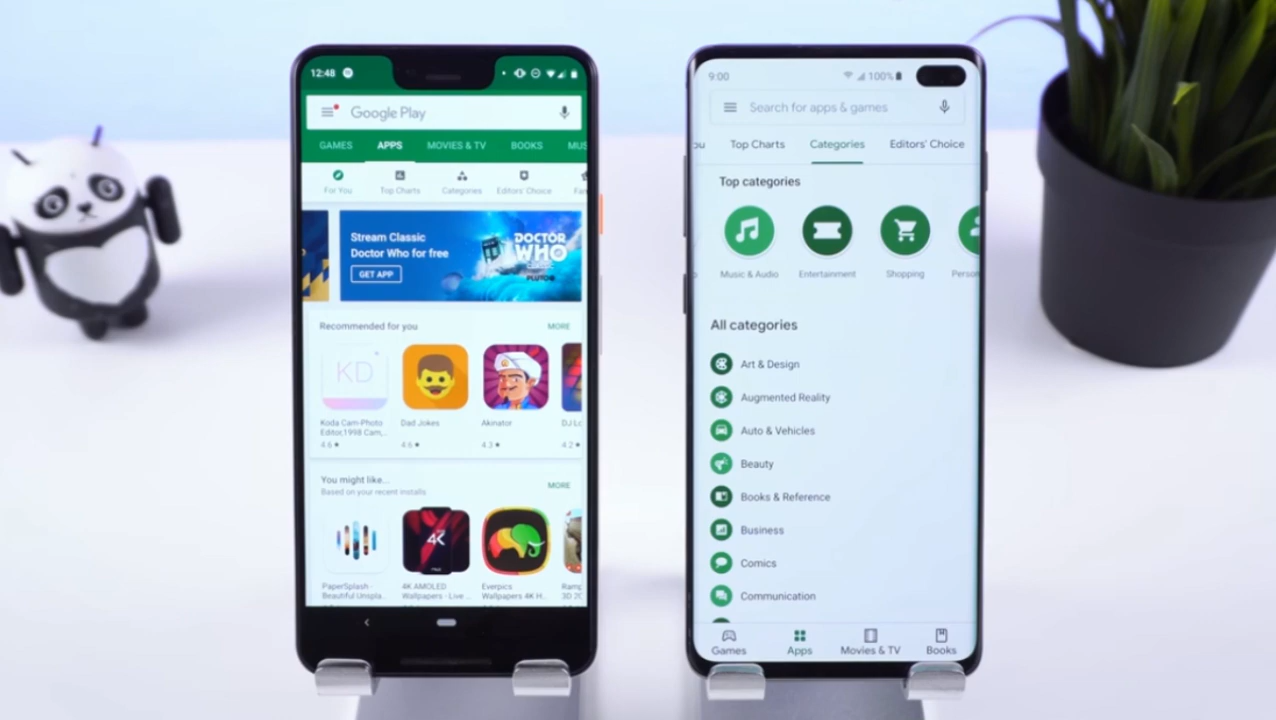 12:48
Google Play
GAMES APPS MOVIES & TV BOOKS MUS
For You Top Charts Categories Editors' Choice Fam
Stream Classic
Doctor Who for free
GET APP
DOCTOR
WHO
CLASSIC
PLUTO
Recommended for you MORE
KD
Koda Cam-Photo
Editor,1998 Cam,...
4.6
Dad Jokes
4.6
Akinator
4.3
DJ Lo
4.2
You might like... MORE
Based on your recent installs
PaperSplash -
Beautiful Unspla..
4K
4K AMOLED
Wallpapers - Live ...
Everpics
Wallpapers 4K H..
Ramp
3D 20
9:00 100%
Search for apps & games
ou Top Charts Categories Editors' Choice
Top categories
Music & Audio Entertainment Shopping Person
All categories
Art & Design
Augmented Reality
Auto & Vehicles
Beauty
Books & Reference
Business
Comics
Communication
Games Apps Movies & TV Books